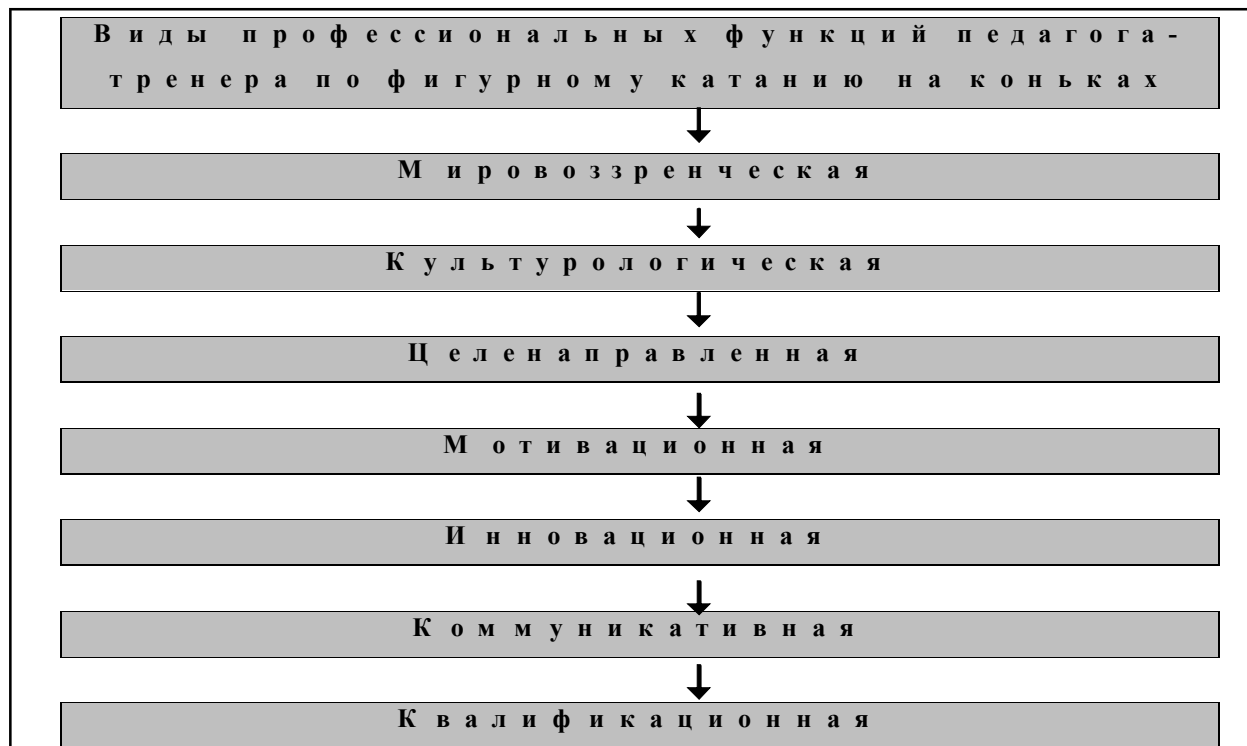 Виды профессиональных функций педагога-
тренера по фигурному катанию на коньках
Мировоззренческая
Культурологическая
Целенаправленная
Мотивационная
Инновационная
Коммуникативная
Квалификационная